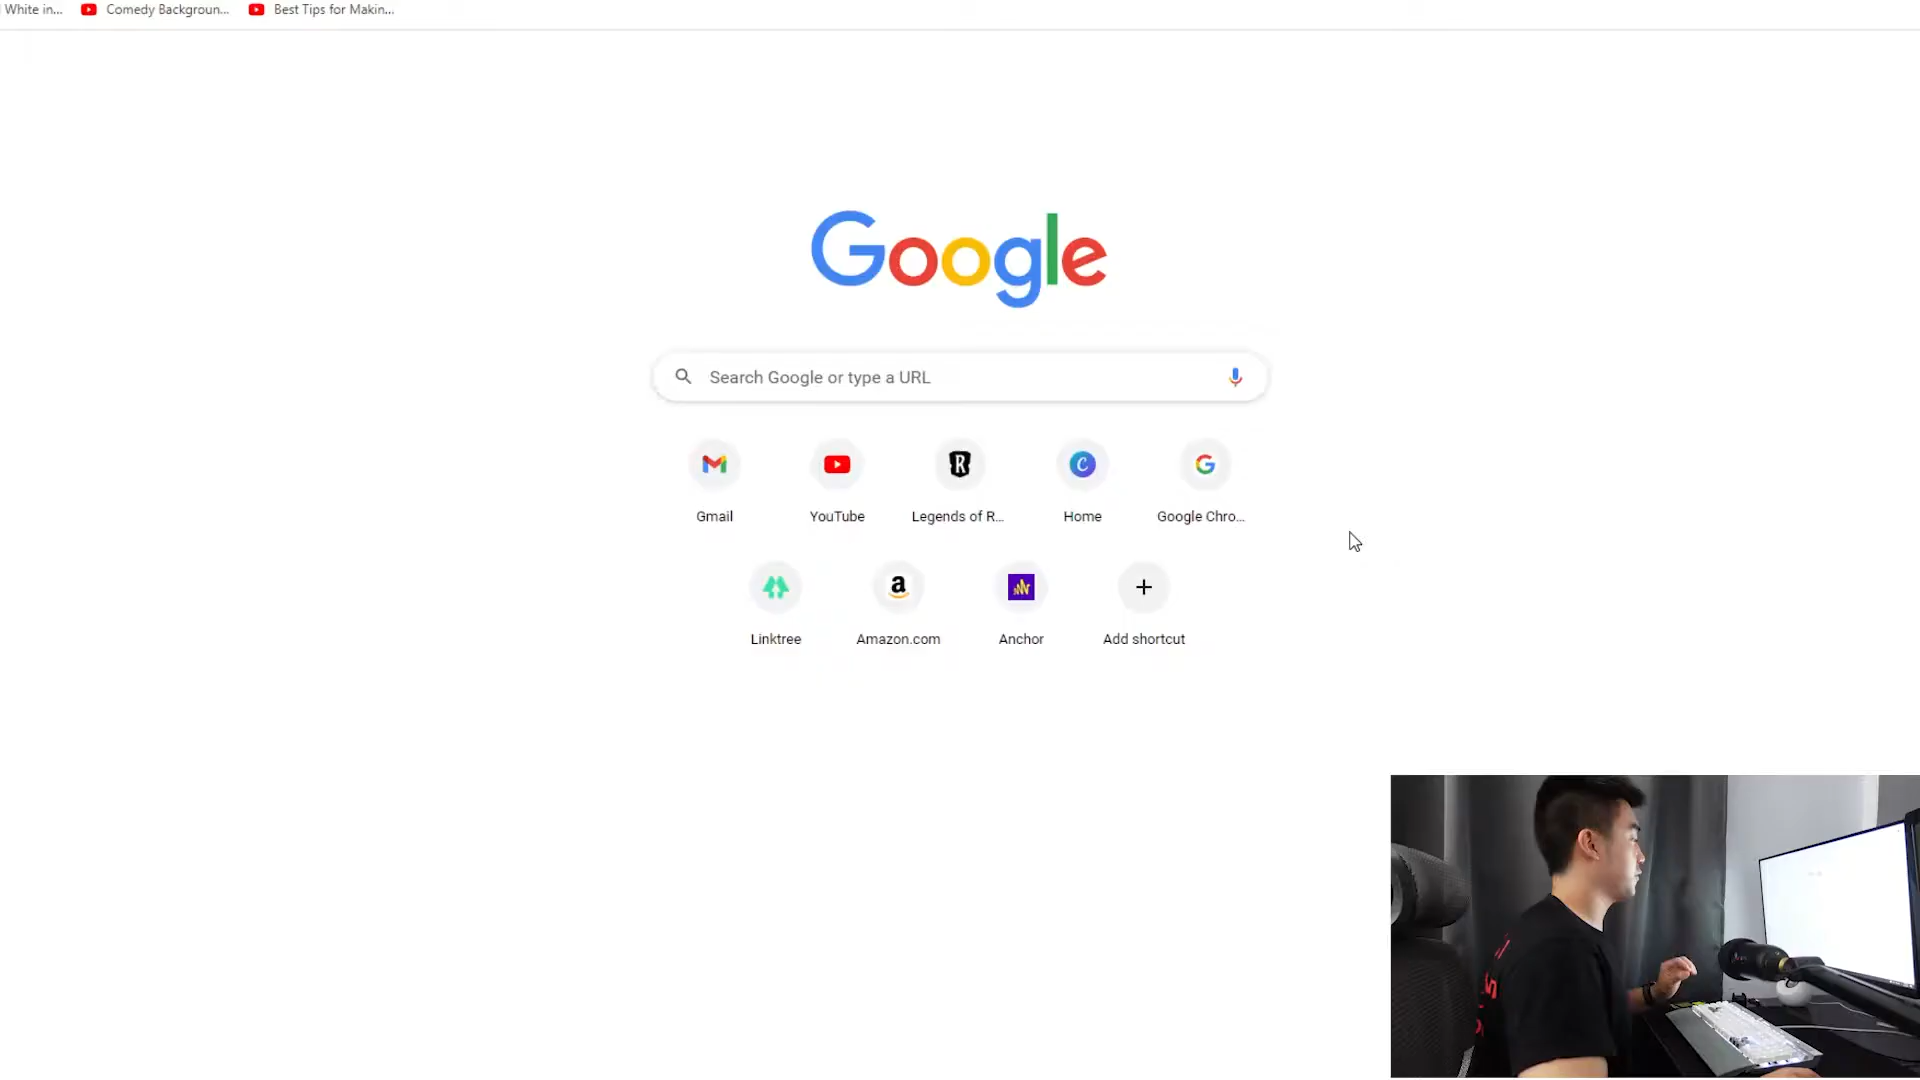 White in... Comedy Backgroun... Best Tips for Makin...
Google
Search Google or type a URL
Gmail YouTube Legends of R... Home Google Chro...
Linktree Amazon.com Anchor Add shortcut